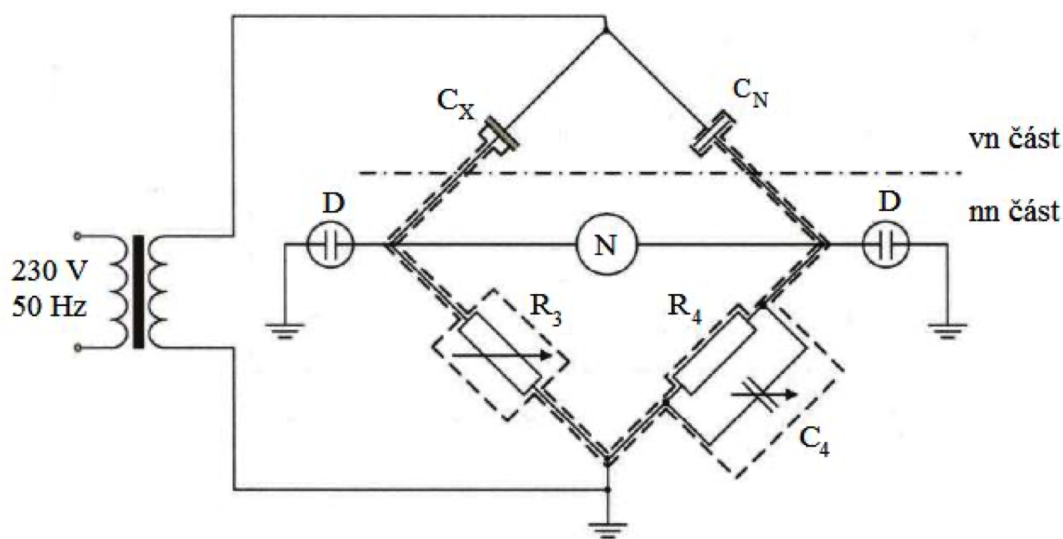 C_X
C_N
vn část
nn část
D
N
D
230 V
50 Hz
R_3
R_4
C_4